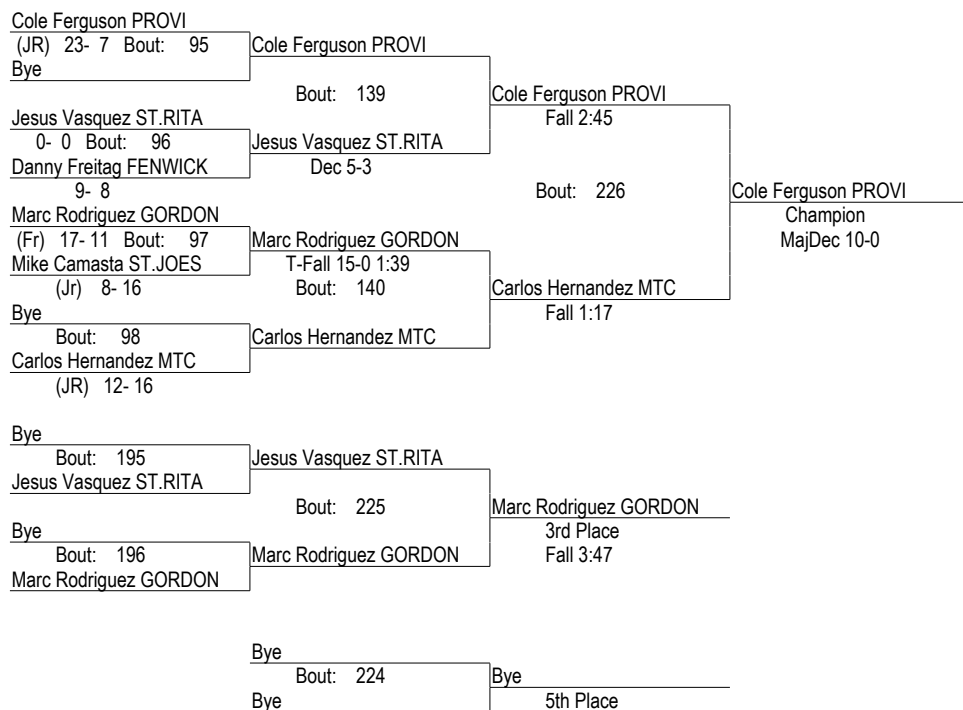 Cole Ferguson PROVI
(JR) 23- 7 Bout: 95
Cole Ferguson PROVI
Bye
Bout: 139
Cole Ferguson PROVI
Fall 2:45
Jesus Vasquez ST.RITA
0- 0 Bout: 96
Jesus Vasquez ST.RITA
Danny Freitag FENWICK
Dec 5-3
9- 8
Bout: 226
Cole Ferguson PROVI
Champion
MajDec 10-0
Marc Rodriguez GORDON
(Fr) 17- 11 Bout: 97
Marc Rodriguez GORDON
Mike Camasta ST.JOES
T-Fall 15-0 1:39
(Jr) 8- 16
Bout: 140
Carlos Hernandez MTC
Fall 1:17
Bye
Bout: 98
Carlos Hernandez MTC
Carlos Hernandez MTC
(JR) 12- 16
Bye
Bout: 195
Jesus Vasquez ST.RITA
Jesus Vasquez ST.RITA
Bout: 225
Marc Rodriguez GORDON
3rd Place
Fall 3:47
Bye
Bout: 196
Marc Rodriguez GORDON
Marc Rodriguez GORDON
Bye
Bout: 224
Bye
Bye
5th Place